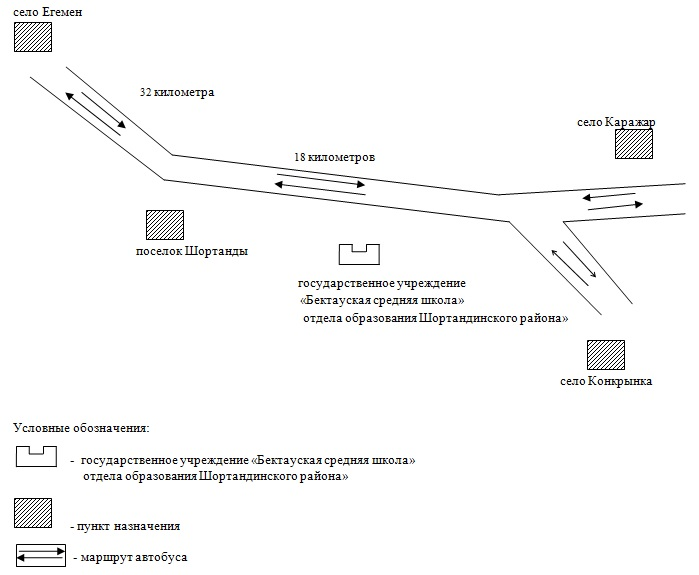 село Егемен
32 километра
село Каражар
18 километров
поселок Шортанды
государственное учреждение
«Бектауская средняя школа»
отдела образования Шортандинского района»
село Конкрынка
Условные обозначения:
- государственное учреждение «Бектауская средняя школа»
отдела образования Шортандинского района»
- пункт назначения
- маршрут автобуса